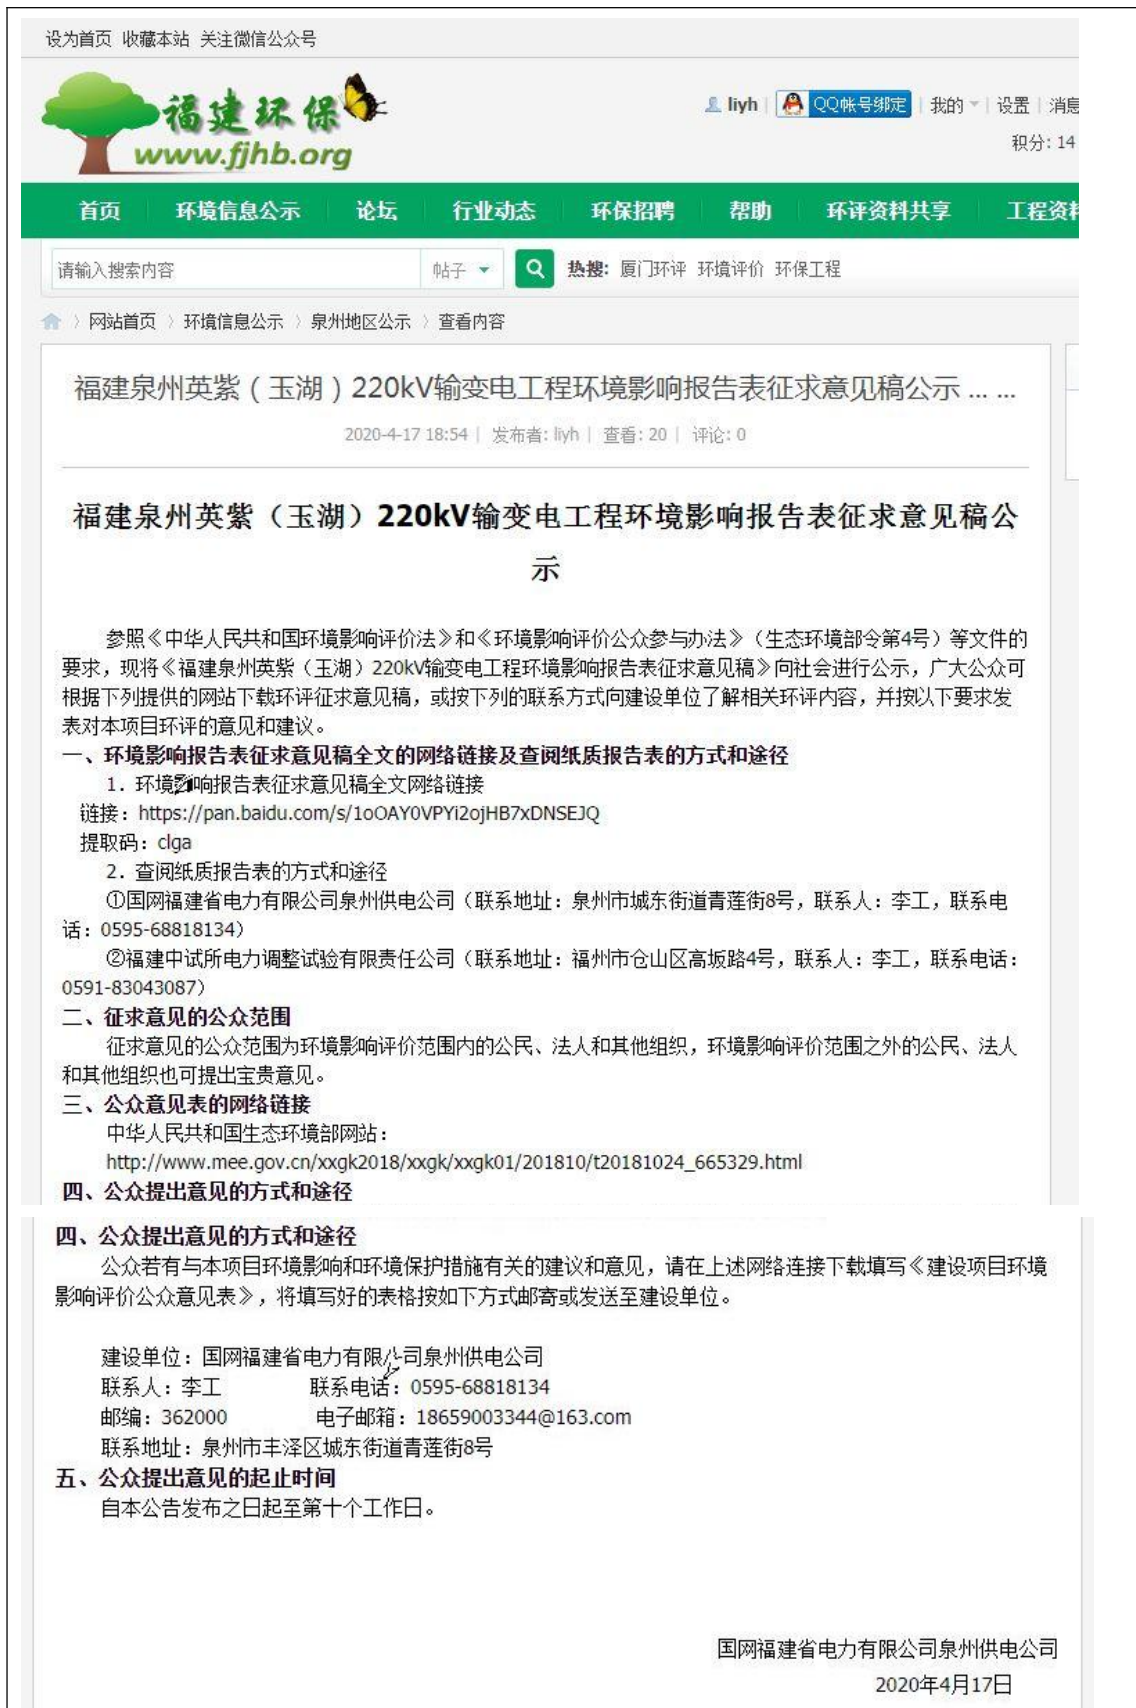 设为首页 收藏本站 关注微信公众号
福建环保
www.fjhb.org
liyh QQ帐号绑定 我的 设置 消息
积分: 14
首页 环境信息公示 论坛 行业动态 环保招聘 帮助 环评资料共享 工程资料
请输入搜索内容 帖子 热搜: 厦门环评 环境评价 环保工程
网站首页 〉 环境信息公示 〉 泉州地区公示 〉 查看内容
福建泉州英紫（玉湖）220kV输变电工程环境影响报告表征求意见稿公示 ... ...
2020-4-17 18:54 | 发布者: liyh | 查看: 20 | 评论: 0
福建泉州英紫（玉湖）220kV输变电工程环境影响报告表征求意见稿公
示
参照《中华人民共和国环境影响评价法》和《环境影响评价公众参与办法》（生态环境部令第4号）等文件的
要求，现将《福建泉州英紫（玉湖）220kV输变电工程环境影响报告表征求意见稿》向社会进行公示，广大公众可
根据下列提供的网站下载环评征求意见稿，或按下列的联系方式向建设单位了解相关环评内容，并按以下要求发
表对本项目环评的意见和建议。
一、环境影响报告表征求意见稿全文的网络链接及查阅纸质报告表的方式和途径
1. 环境影响报告表征求意见稿全文网络链接
链接：https://pan.baidu.com/s/1oOAY0VPYi2ojHB7xDNSEJQ
提取码：clga
2. 查阅纸质报告表的方式和途径
①国网福建省电力有限公司泉州供电公司（联系地址：泉州市城东街道青莲街8号，联系人：李工，联系电
话：0595-68818134）
②福建中试所电力调整试验有限责任公司（联系地址：福州市仓山区高坂路4号，联系人：李工，联系电话：
0591-83043087）
二、征求意见的公众范围
征求意见的公众范围为环境影响评价范围内的公民、法人和其他组织，环境影响评价范围之外的公民、法人
和其他组织也可提出宝贵意见。
三、公众意见表的网络链接
中华人民共和国生态环境部网站：
http://www.mee.gov.cn/xxgk2018/xxgk/xxgk01/201810/t20181024_665329.html
四、公众提出意见的方式和途径
四、公众提出意见的方式和途径
公众若有与本项目环境影响和环境保护措施有关的建议和意见，请在上述网络连接下载填写《建设项目环境
影响评价公众意见表》，将填写好的表格按如下方式邮寄或发送至建设单位。
建设单位：国网福建省电力有限公司泉州供电公司
联系人：李工 联系电话：0595-68818134
邮编：362000 电子邮箱：18659003344@163.com
联系地址：泉州市丰泽区城东街道青莲街8号
五、公众提出意见的起止时间
自本公告发布之日起至第十个工作日。
国网福建省电力有限公司泉州供电公司
2020年4月17日